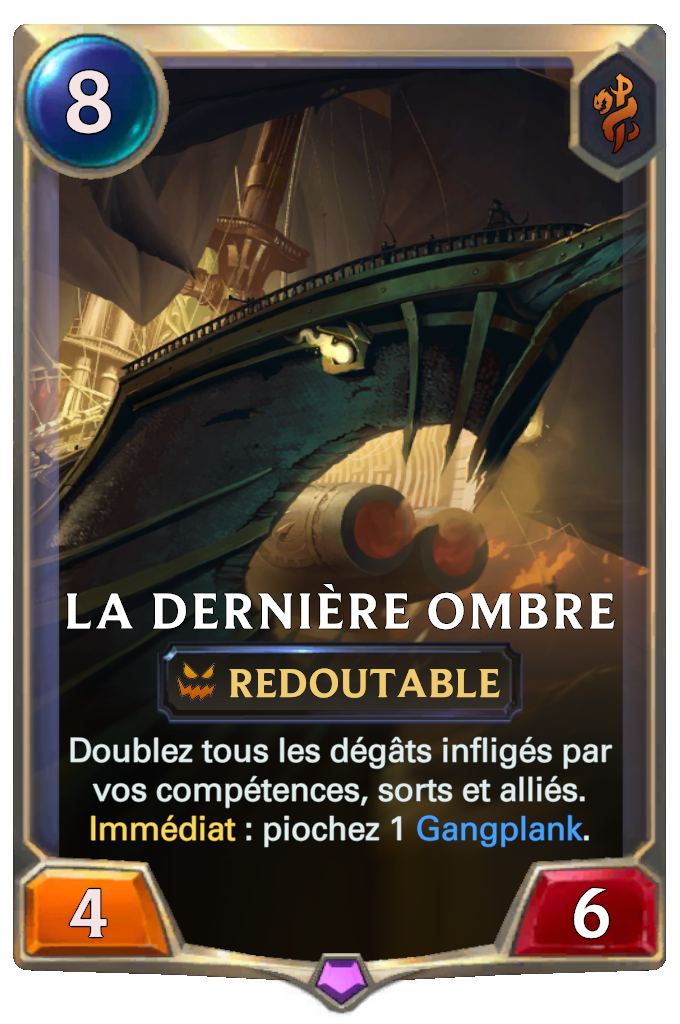 8
LA DERNIÈRE OMBRE
REDOUTABLE
Doublez tous les dégâts infligés par
vos compétences, sorts et alliés.
Immédiat : piochez 1 Gangplank.
4
6